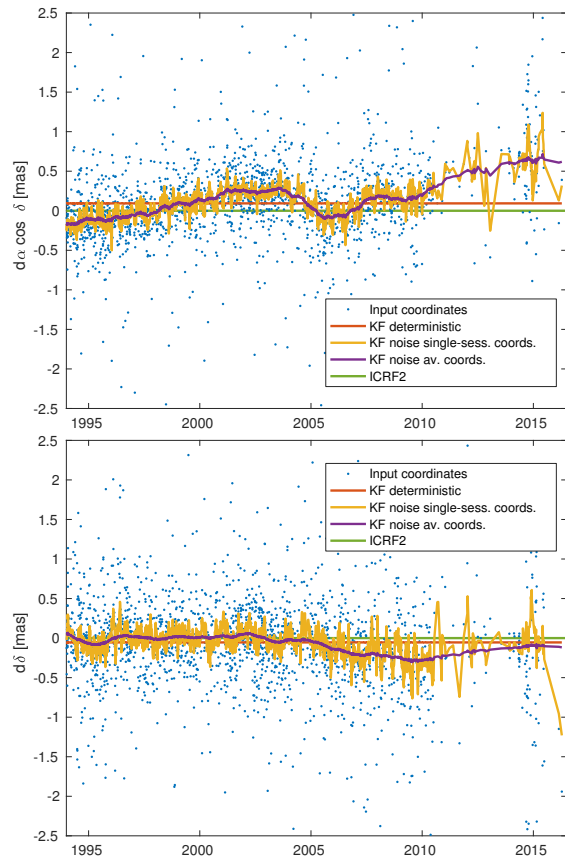 2.5
2
1.5
1
0.5
0
-0.5
-1
-1.5
-2
-2.5
dα cos δ [mas]
Input coordinates
KF deterministic
KF noise single-sess. coords.
KF noise av. coords.
ICRF2
1995 2000 2005 2010 2015
2.5
2
1.5
1
0.5
0
-0.5
-1
-1.5
-2
-2.5
dδ [mas]
Input coordinates
KF deterministic
KF noise single-sess. coords.
KF noise av. coords.
ICRF2
1995 2000 2005 2010 2015